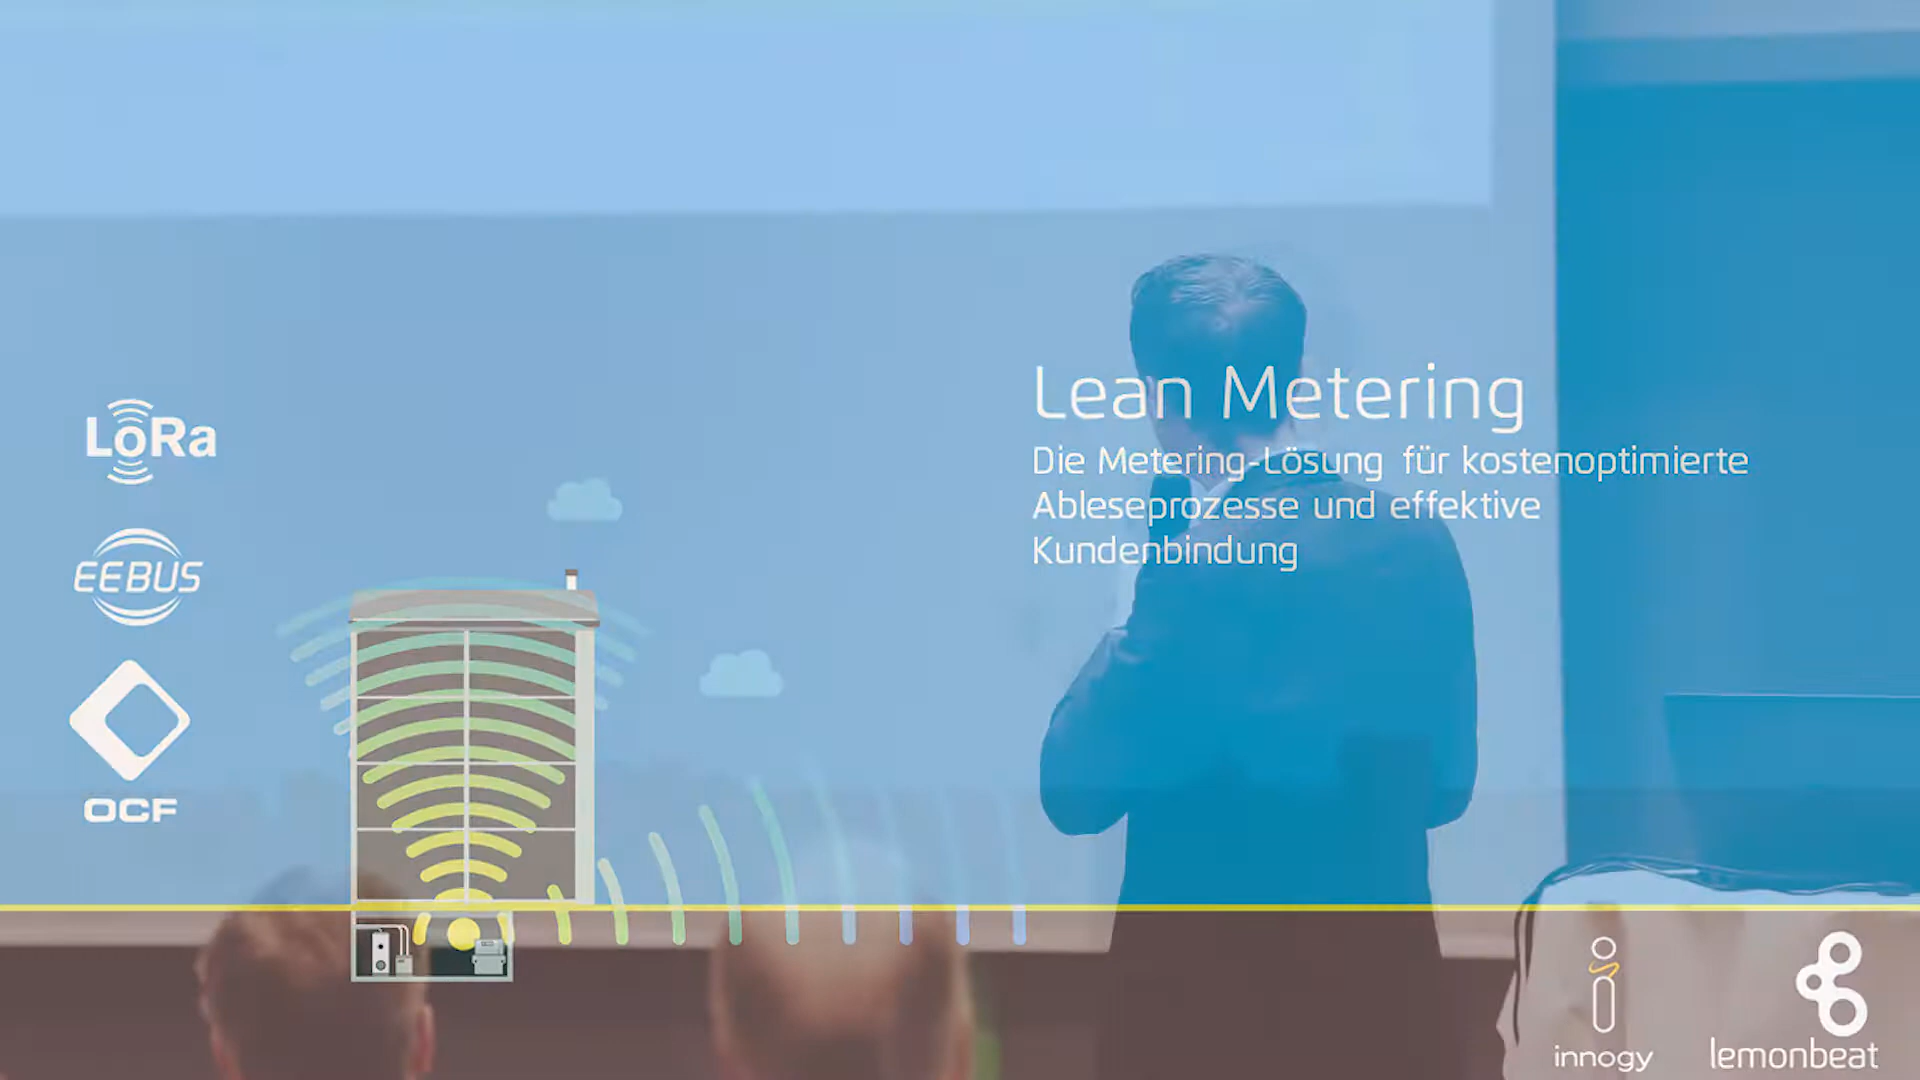 LoRa
EEBUS
OCF
Lean Metering
Die Metering-Lösung für kostenoptimierte
Ableseprozesse und effektive
Kundenbindung
innogy
lemonbeat